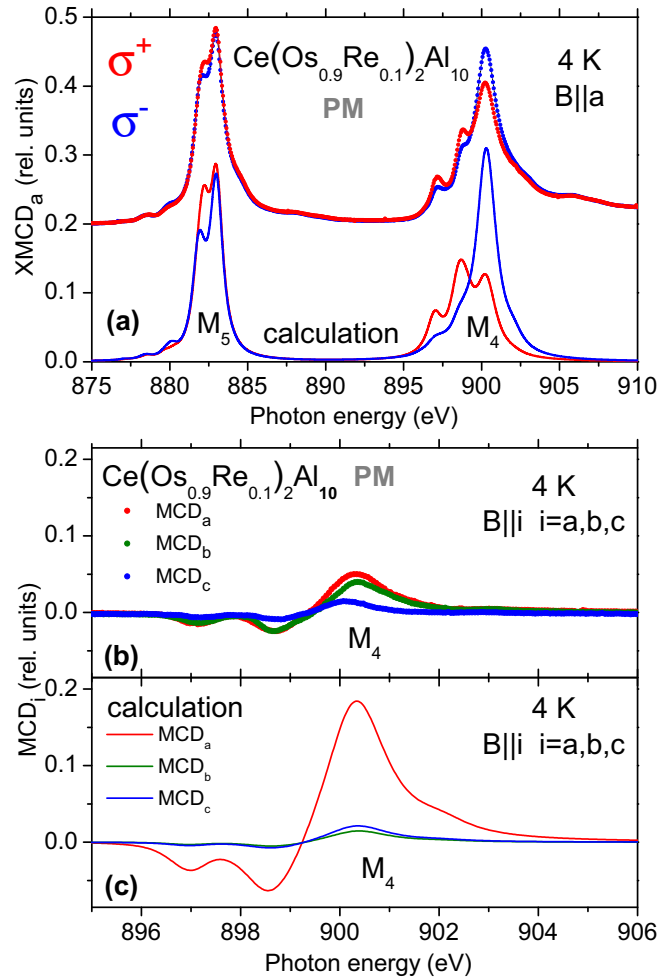 0.5
0.4
0.3
0.2
0.1
0.0
XMCDa (rel. units)
σ+
σ-
Ce(Os0.9Re0.1)2Al10
4 K
PM
B||a
(a)
M5
calculation
M4
875 880 885 890 895 900 905 910
Photon energy (eV)
0.2
0.1
0.0
Ce(Os0.9Re0.1)2Al10 PM
4 K
MCDa
B||i i=a,b,c
MCDb
MCDc
(b)
M4
MCDi (rel. units)
0.2
0.1
0.0
calculation
4 K
MCDa
B||i i=a,b,c
MCDb
MCDc
(c)
M4
896 898 900 902 904 906
Photon energy (eV)